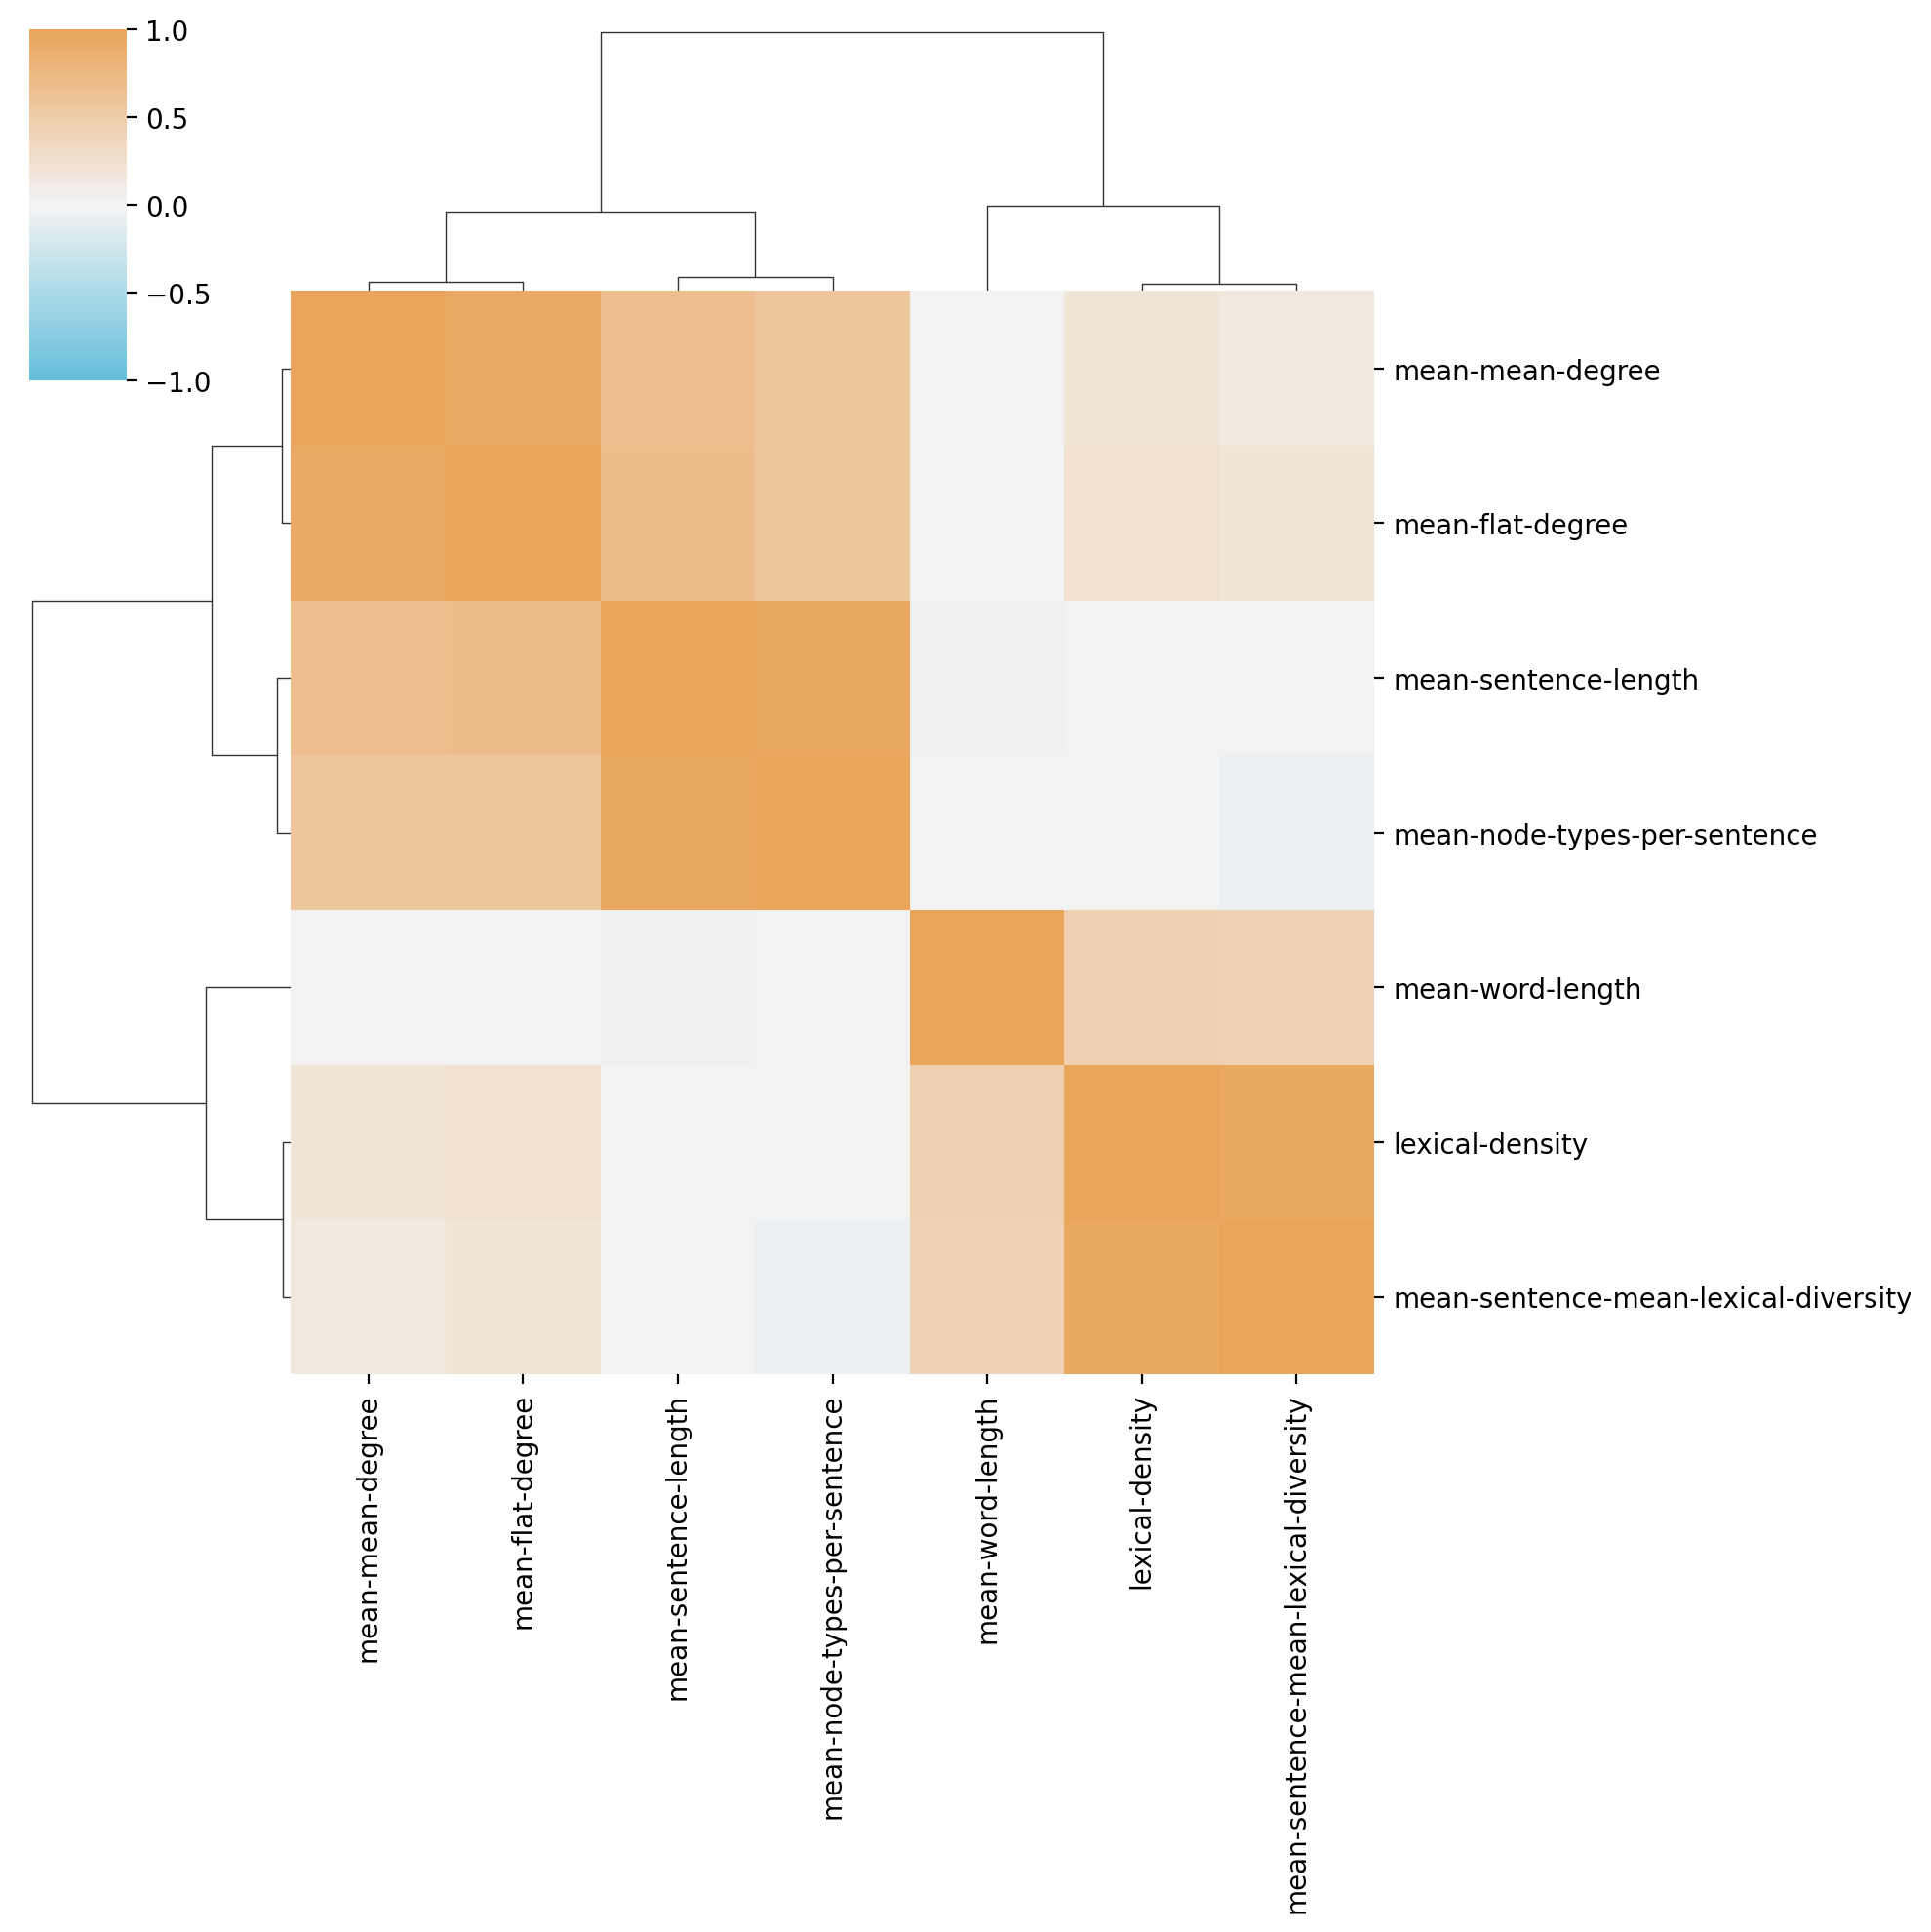 1.0
0.5
0.0
−0.5
−1.0
mean-mean-degree
mean-flat-degree
mean-sentence-length
mean-node-types-per-sentence
mean-word-length
lexical-density
mean-sentence-mean-lexical-diversity
mean-mean-degree
mean-flat-degree
mean-sentence-length
mean-node-types-per-sentence
mean-word-length
lexical-density
mean-sentence-mean-lexical-diversity